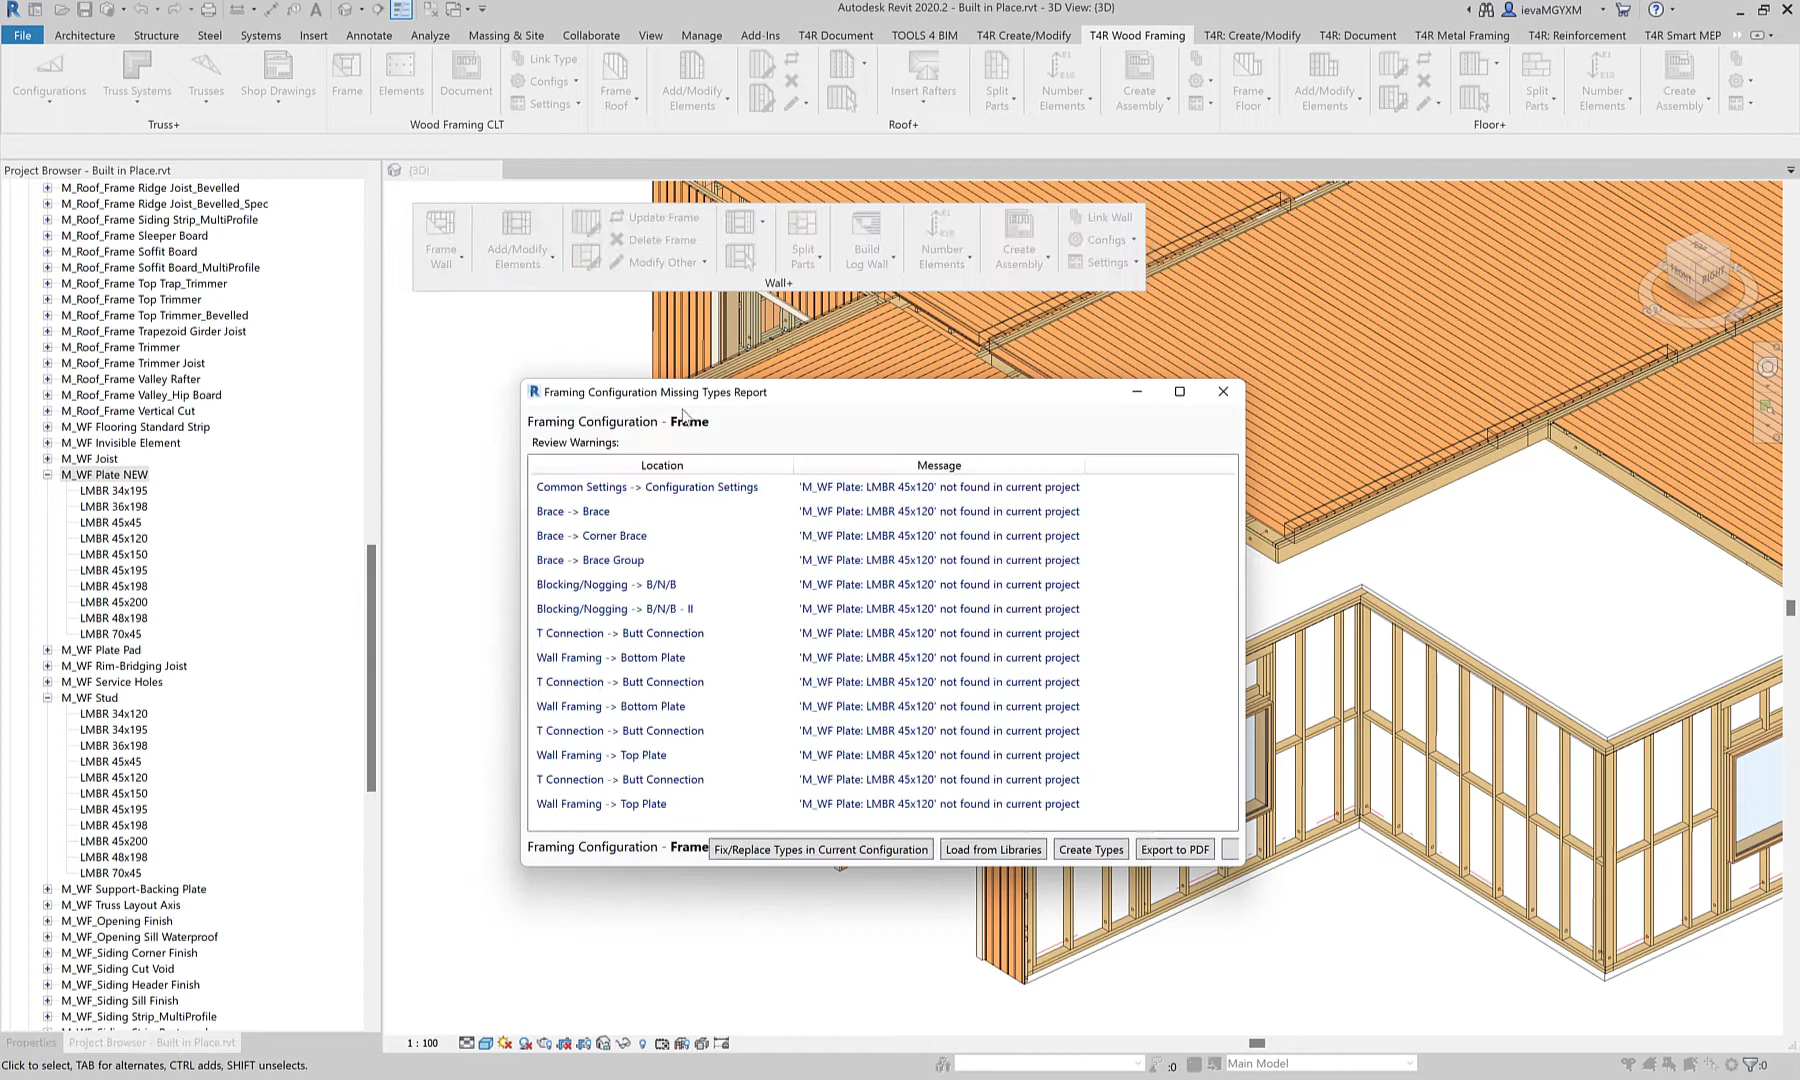 Autodesk Revit 2020.2 - Built in Place.rvt - 3D View: {3D}
ievaMGYXM
File Architecture Structure Steel Systems Insert Annotate Analyze Massing & Site Collaborate View Manage Add-Ins T4R Document TOOLS 4 BIM T4R Create/Modify T4R Wood Framing T4R: Create/Modify T4R: Document T4R Metal Framing T4R: Reinforcement T4R Smart MEP
Configurations Truss Systems Trusses Shop Drawings Frame Elements Document Link Type Configs Settings Frame Roof Add/Modify Elements Insert Rafters Split Parts Number Elements Create Assembly Frame Floor Add/Modify Elements Split Parts Number Elements Create Assembly
Truss+ Wood Framing CLT Roof+ Floor+
Project Browser - Built in Place.rvt
{3D}
M_Roof_Frame Ridge Joist_Bevelled
M_Roof_Frame Ridge Joist_Bevelled_Spec
M_Roof_Frame Siding Strip_MultiProfile
M_Roof_Frame Sleeper Board
M_Roof_Frame Soffit Board
M_Roof_Frame Soffit Board_MultiProfile
M_Roof_Frame Top Trap_Trimmer
M_Roof_Frame Top Trimmer
M_Roof_Frame Top Trimmer_Bevelled
M_Roof_Frame Trapezoid Girder Joist
M_Roof_Frame Trimmer
M_Roof_Frame Trimmer Joist
M_Roof_Frame Valley Rafter
M_Roof_Frame Valley_Hip Board
M_Roof_Frame Vertical Cut
M_WF Flooring Standard Strip
M_WF Invisible Element
M_WF Joist
M_WF Plate NEW
LMBR 34x195
LMBR 36x198
LMBR 45x45
LMBR 45x120
LMBR 45x150
LMBR 45x195
LMBR 45x198
LMBR 45x200
LMBR 48x198
LMBR 70x45
M_WF Plate Pad
M_WF Rim-Bridging Joist
M_WF Service Holes
M_WF Stud
LMBR 34x120
LMBR 34x195
LMBR 36x198
LMBR 45x45
LMBR 45x120
LMBR 45x150
LMBR 45x195
LMBR 45x198
LMBR 45x200
LMBR 48x198
LMBR 70x45
M_WF Support-Backing Plate
M_WF Truss Layout Axis
M_WF_Opening Finish
M_WF_Opening Sill Waterproof
M_WF_Siding Corner Finish
M_WF_Siding Cut Void
M_WF_Siding Header Finish
M_WF_Siding Sill Finish
M_WF_Siding Strip_MultiProfile
Properties Project Browser - Built in Place.rvt
Frame Wall Add/Modify Elements Update Frame Delete Frame Modify Other Split Parts Build Log Wall Number Elements Create Assembly Link Wall Configs Settings
Wall+
FRONT RIGHT
Framing Configuration Missing Types Report
Framing Configuration - Frame
Review Warnings:
Location Message
Common Settings -> Configuration Settings 'M_WF Plate: LMBR 45x120' not found in current project
Brace -> Brace 'M_WF Plate: LMBR 45x120' not found in current project
Brace -> Corner Brace 'M_WF Plate: LMBR 45x120' not found in current project
Brace -> Brace Group 'M_WF Plate: LMBR 45x120' not found in current project
Blocking/Nogging -> B/N/B 'M_WF Plate: LMBR 45x120' not found in current project
Blocking/Nogging -> B/N/B - II 'M_WF Plate: LMBR 45x120' not found in current project
T Connection -> Butt Connection 'M_WF Plate: LMBR 45x120' not found in current project
Wall Framing -> Bottom Plate 'M_WF Plate: LMBR 45x120' not found in current project
T Connection -> Butt Connection 'M_WF Plate: LMBR 45x120' not found in current project
Wall Framing -> Bottom Plate 'M_WF Plate: LMBR 45x120' not found in current project
T Connection -> Butt Connection 'M_WF Plate: LMBR 45x120' not found in current project
Wall Framing -> Top Plate 'M_WF Plate: LMBR 45x120' not found in current project
T Connection -> Butt Connection 'M_WF Plate: LMBR 45x120' not found in current project
Wall Framing -> Top Plate 'M_WF Plate: LMBR 45x120' not found in current project
Framing Configuration - Frame Fix/Replace Types in Current Configuration Load from Libraries Create Types Export to PDF
1 : 100
Click to select, TAB for alternates, CTRL adds, SHIFT unselects. :0 Main Model :0